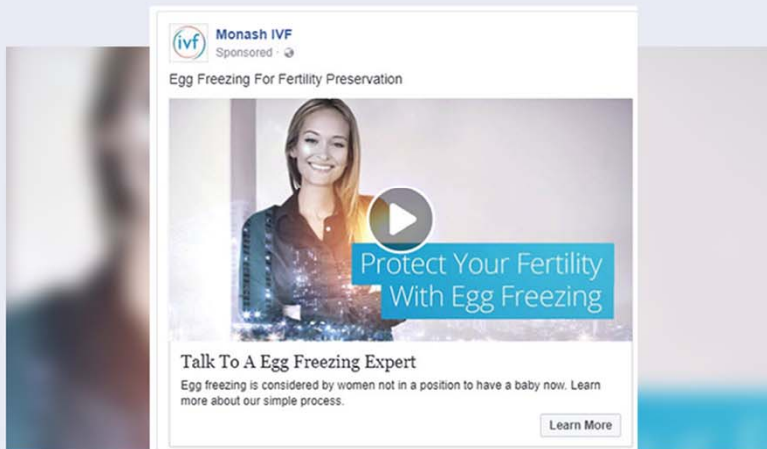 ivf
Monash IVF
Sponsored ·
Egg Freezing For Fertility Preservation
Protect Your Fertility
With Egg Freezing
Talk To A Egg Freezing Expert
Egg freezing is considered by women not in a position to have a baby now. Learn
more about our simple process.
Learn More